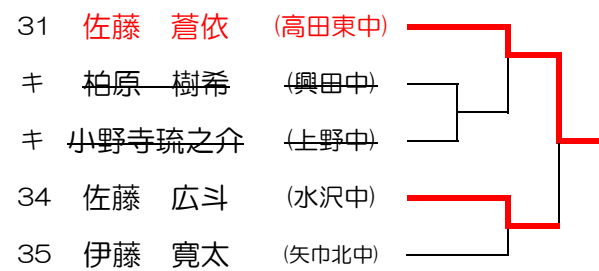 31 佐藤 蒼依 (高田東中)
キ 柏原 樹希 (興田中)
キ 小野寺琉之介 (上野中)
34 佐藤 広斗 (水沢中)
35 伊藤 寛太 (矢巾北中)